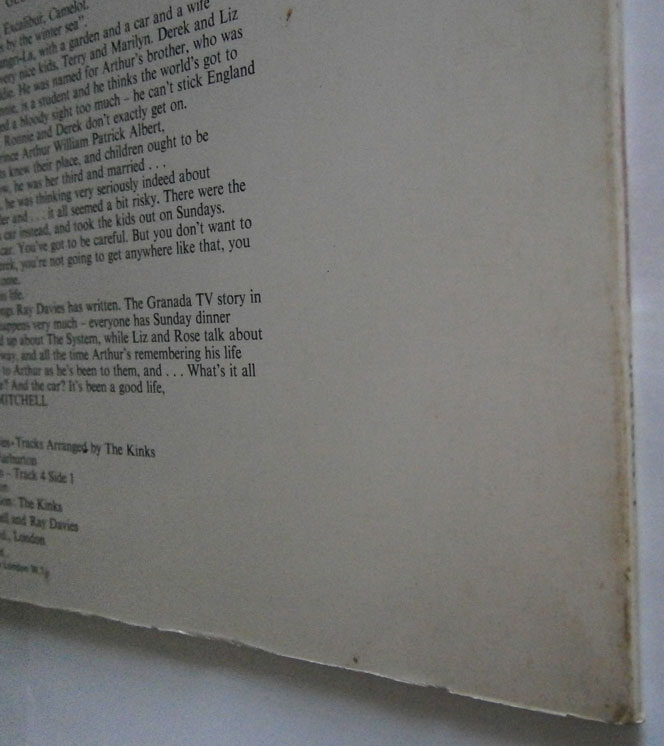 Excalibur, Camelot.
by the winter sea".
with a garden and a car and a wife
very nice kids, Terry and Marilyn. Derek and Liz
He was named for Arthur's brother, who was
is a student and he thinks the world's got to
a bloody sight too much – he can't stick England
Ronnie and Derek don't exactly get on.
Arthur William Patrick Albert,
knew their place, and children ought to be
he was her third and married . . .
he was thinking very seriously indeed about
and . . . it all seemed a bit risky. There were the
car instead, and took the kids out on Sundays.
car. You've got to be careful. But you don't want to
you're not going to get anywhere like that, you
life.
Ray Davies has written. The Granada TV story in
very much – everyone has Sunday dinner
up about The System, while Liz and Rose talk about
and all the time Arthur's remembering his life
to Arthur as he's been to them, and . . . What's it all
And the car? It's been a good life,
MITCHELL
Tracks Arranged by The Kinks
– Track 4 Side 1
The Kinks
and Ray Davies
London
London W.1